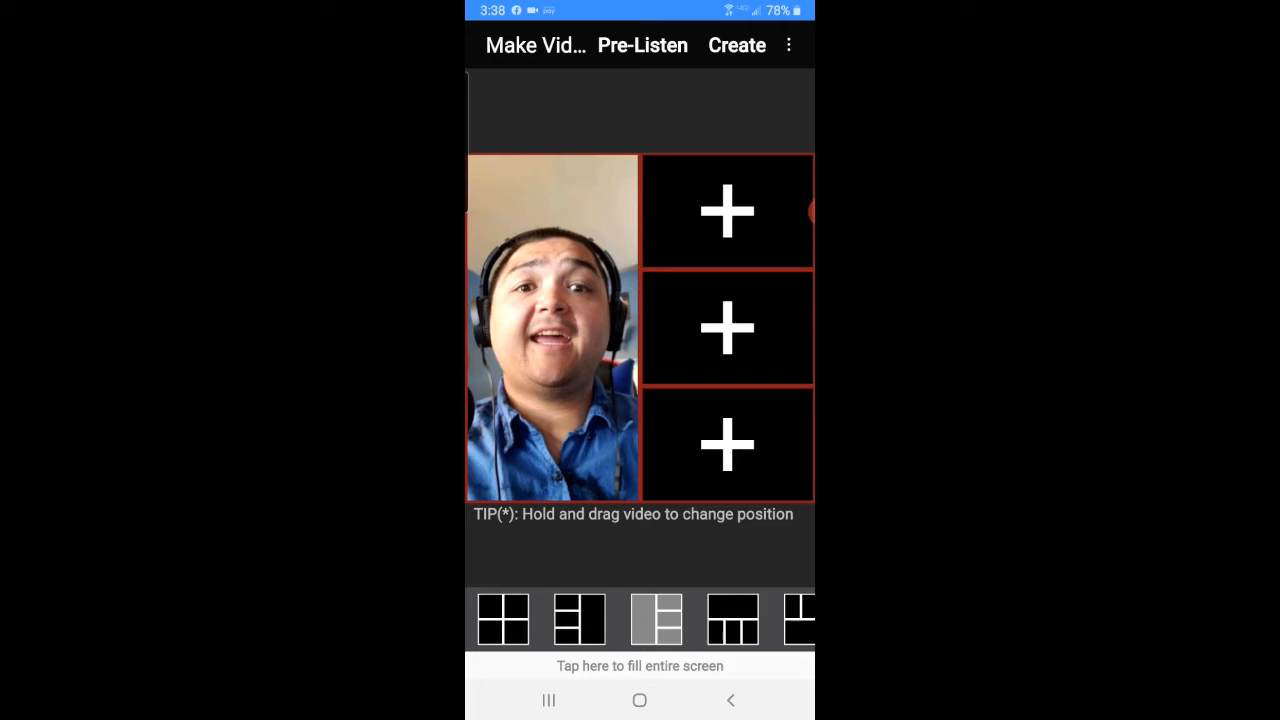 3:38 pay 78%
Make Vid... Pre-Listen Create
TIP(*): Hold and drag video to change position
Tap here to fill entire screen